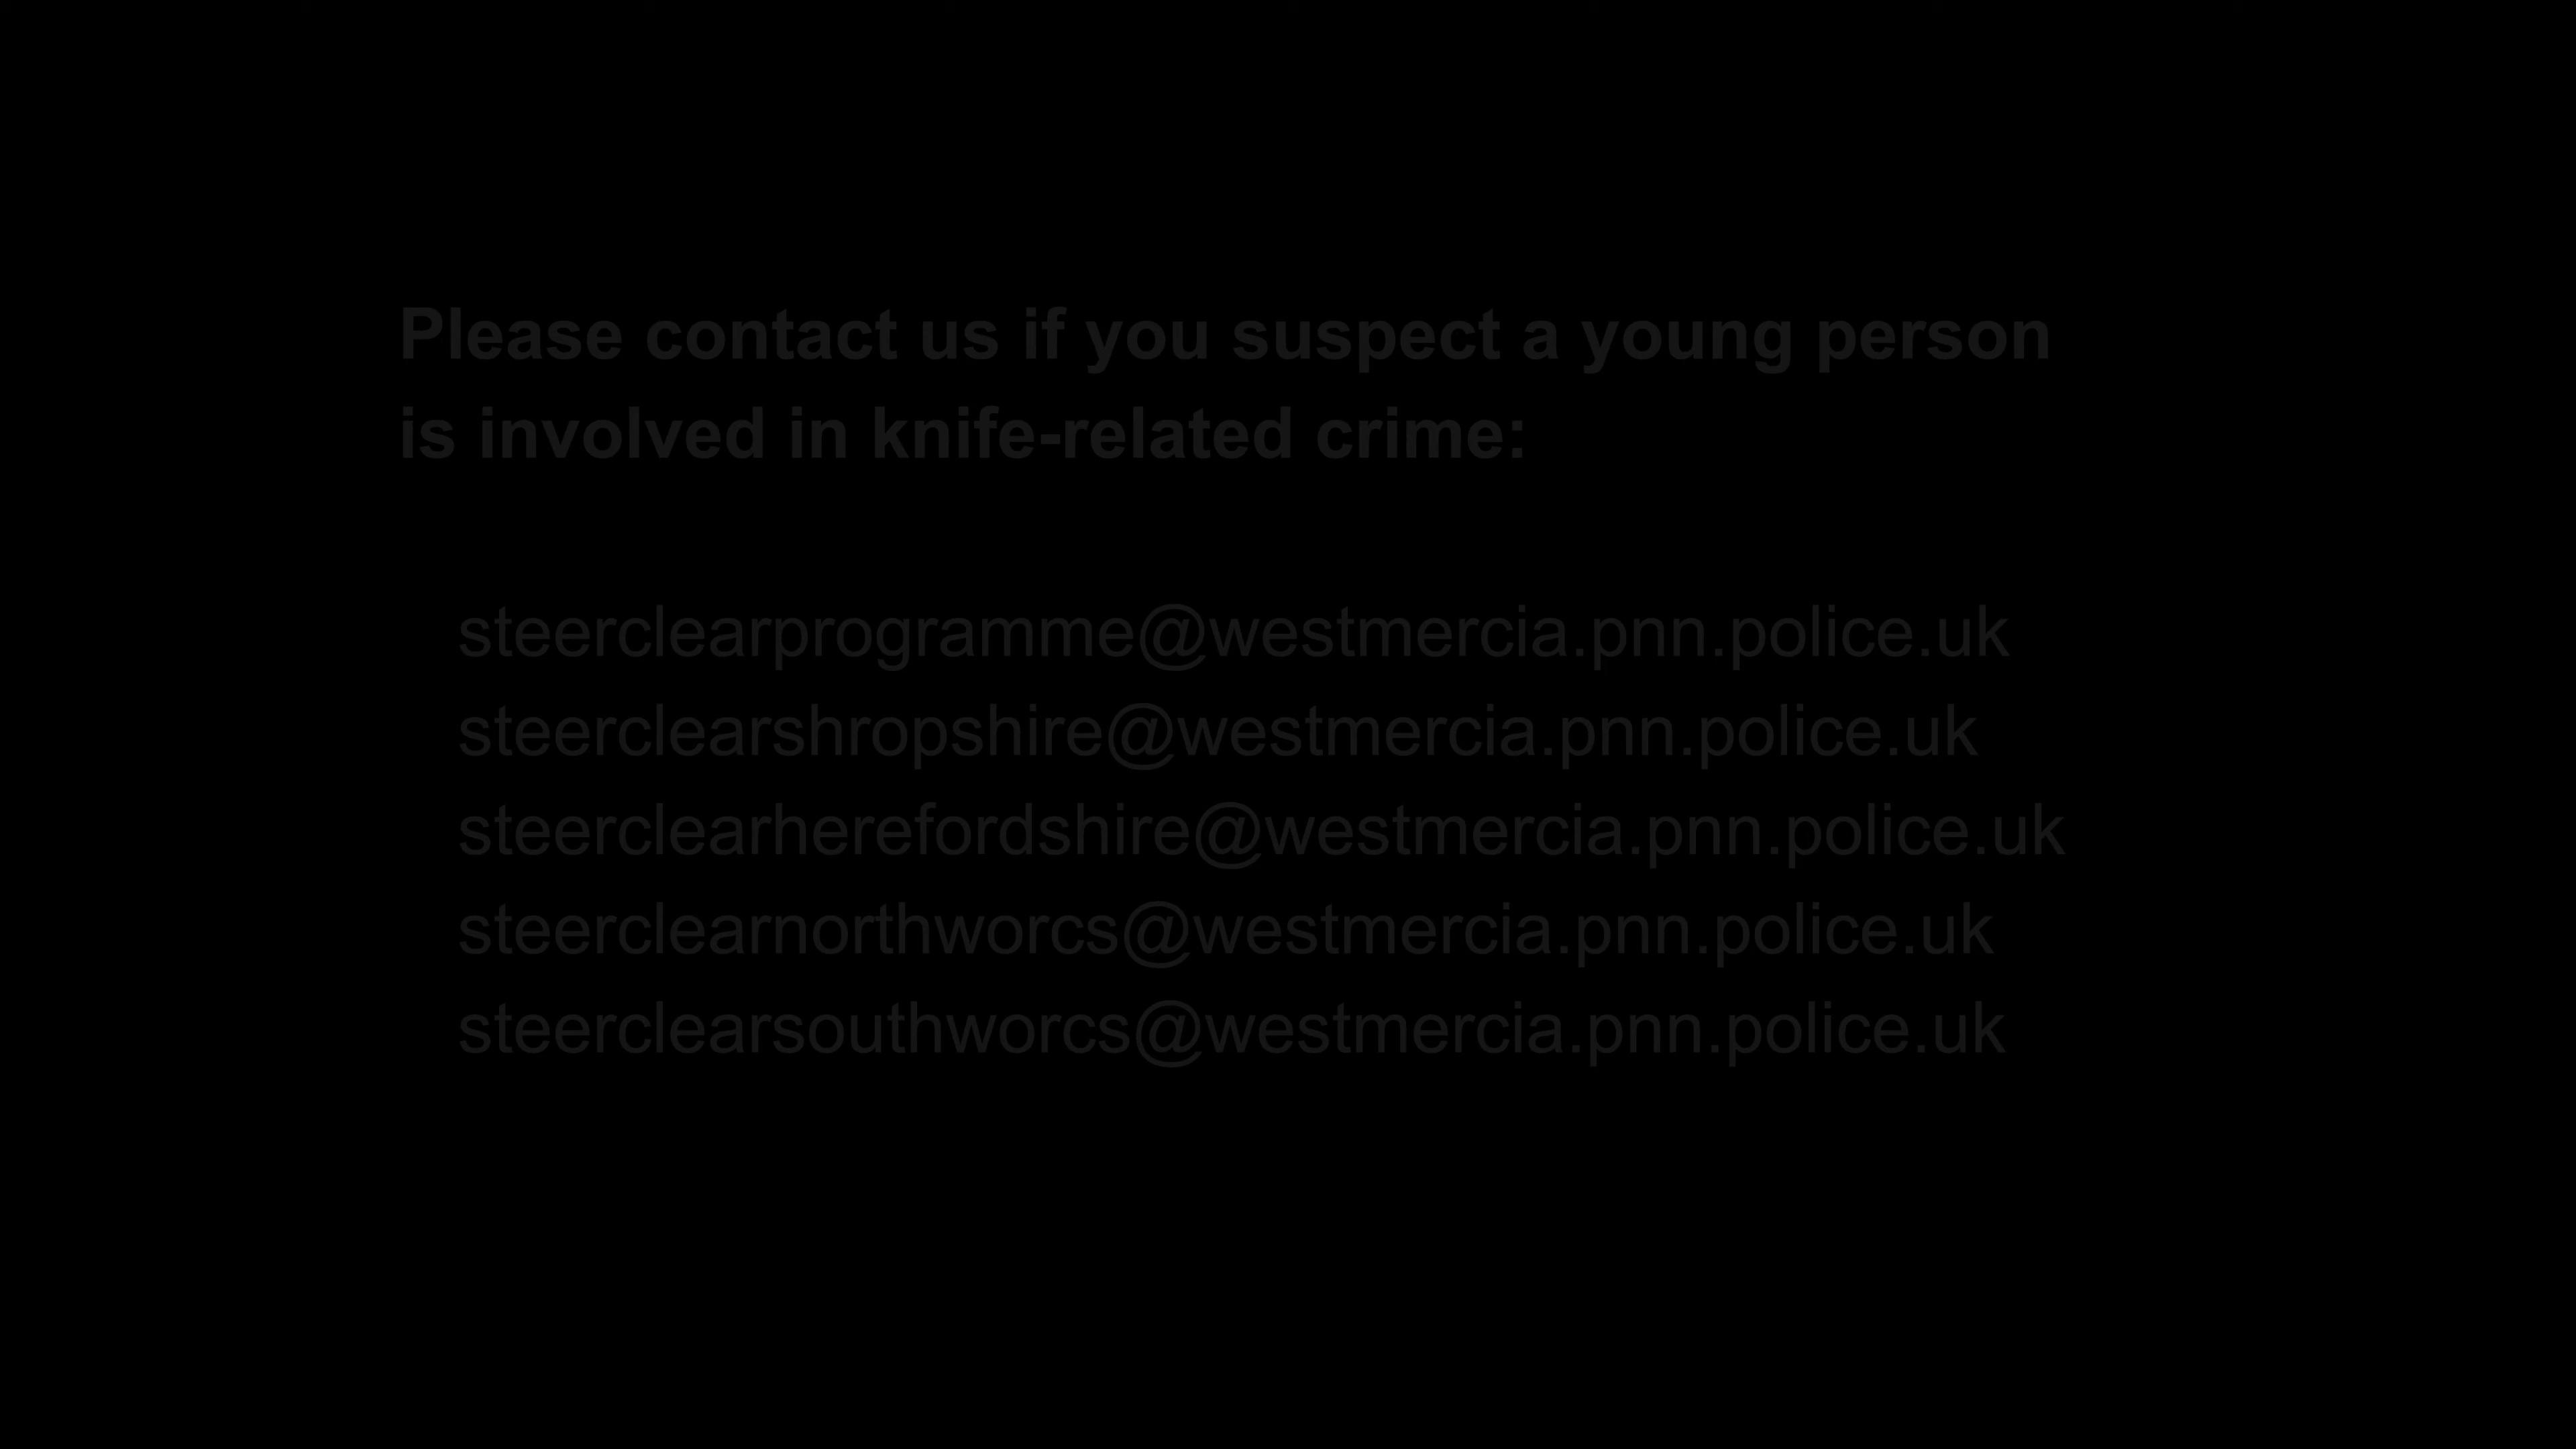 Please contact us if you suspect a young person
is involved in knife-related crime:
steerclearprogramme@westmercia.pnn.police.uk
steerclearshropshire@westmercia.pnn.police.uk
steerclearherefordshire@westmercia.pnn.police.uk
steerclearnorthworcs@westmercia.pnn.police.uk
steerclearsouthworcs@westmercia.pnn.police.uk